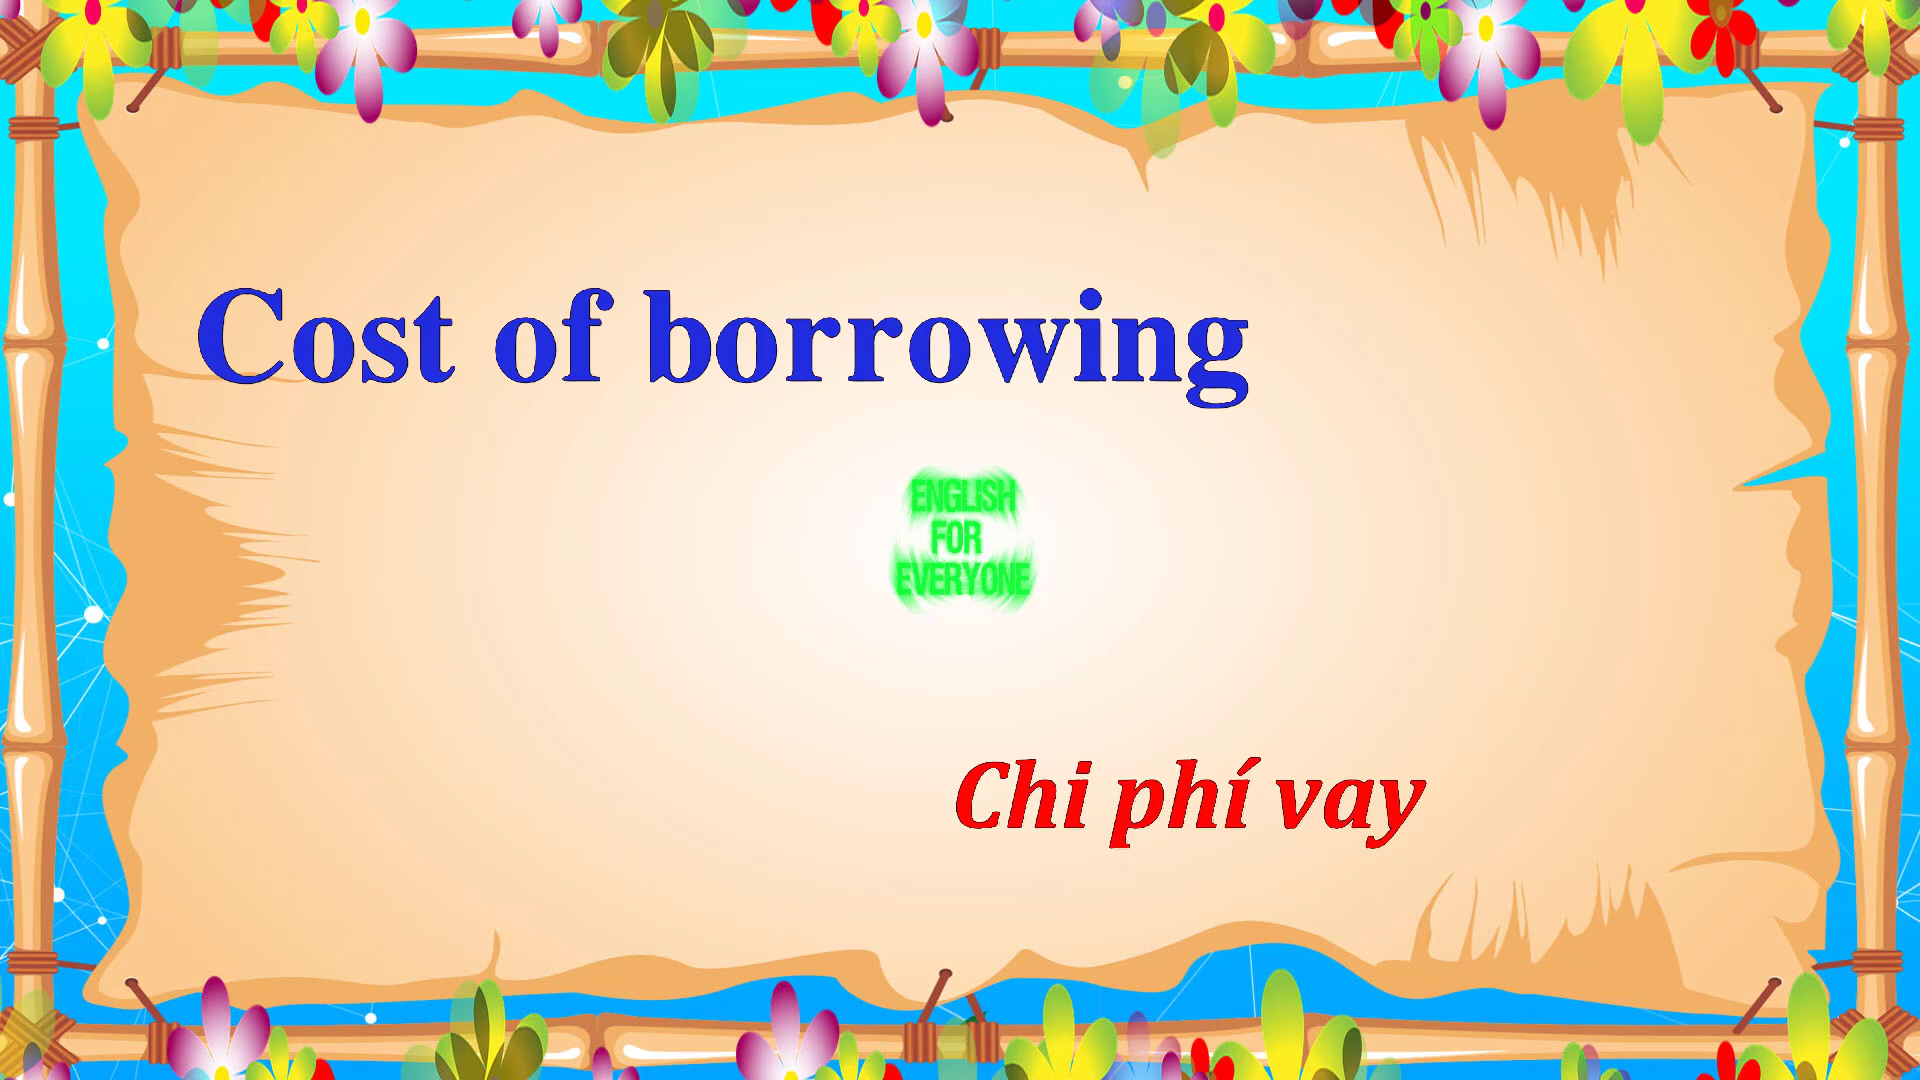 Cost of borrowing
ENGLISH
FOR
EVERYONE
Chi phí vay